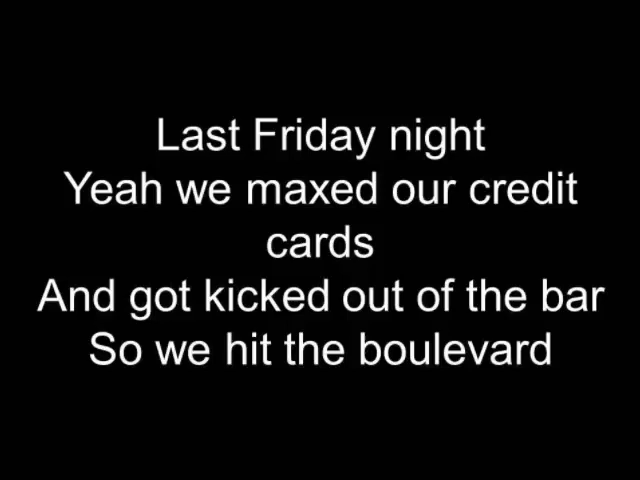 Last Friday night
Yeah we maxed our credit
cards
And got kicked out of the bar
So we hit the boulevard